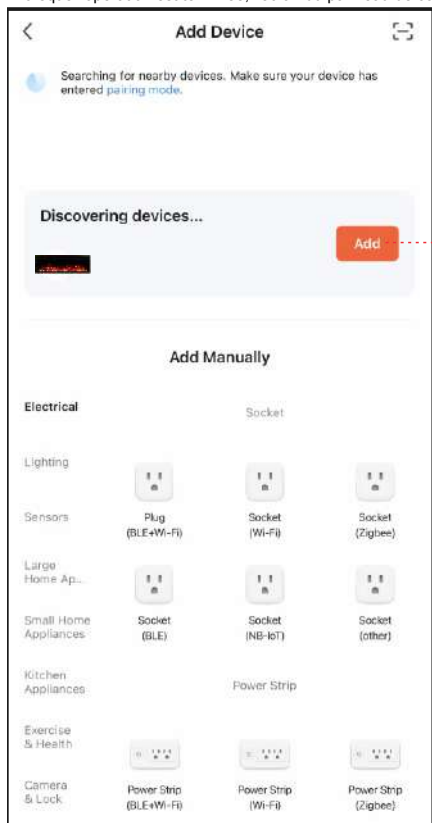 Add Device
Searching for nearby devices. Make sure your device has
entered pairing mode.
Discovering devices...
Add
Add Manually
Electrical
Socket
Lighting
Sensors
Plug
(BLE+Wi-Fi)
Socket
(Wi-Fi)
Socket
(Zigbee)
Large
Home Ap...
Small Home
Appliances
Socket
(BLE)
Socket
(NB-IoT)
Socket
(other)
Kitchen
Appliances
Power Strip
Exercise
& Health
Camera
& Lock
Power Strip
(BLE+Wi-Fi)
Power Strip
(Wi-Fi)
Power Strip
(Zigbee)